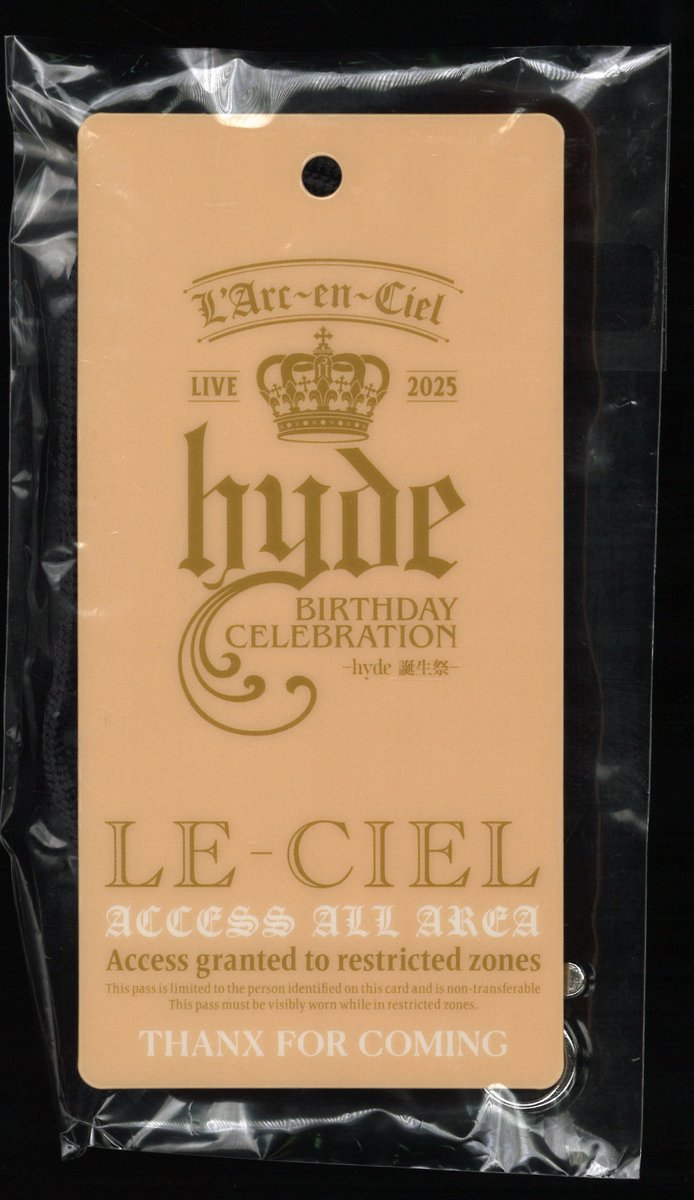 L'Arc~en~Ciel
LIVE 2025
hyde
BIRTHDAY
CELEBRATION
-hyde 誕生祭-
LE-CIEL
ACCESS ALL AREA
Access granted to restricted zones
This pass is limited to the person identified on this card and is non-transferable
This pass must be visibly worn while in restricted zones.
THANX FOR COMING